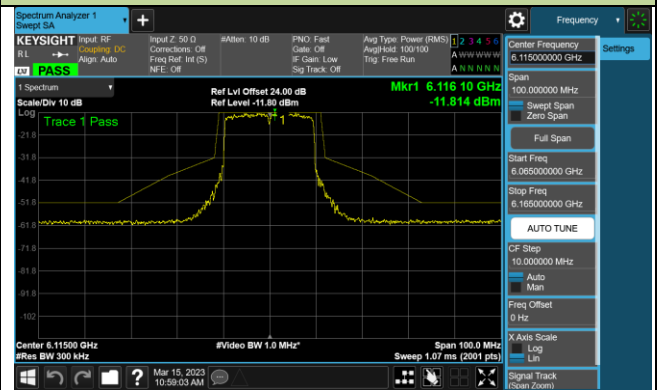 Spectrum Analyzer 1
Swept SA
+
Frequency
KEYSIGHT
RL
Input: RF
Coupling: DC
Align: Auto
Input Z: 50 Ω
Corrections: Off
Freq Ref: Int (S)
NFE: Off
#Atten: 10 dB
PNO: Fast
Gate: Off
IF Gain: Low
Sig Track: Off
Avg Type: Power (RMS)
Avg|Hold: 100/100
Trig: Free Run
1 2 3 4 5 6
A W W W W W
A N N N N N
LXI PASS
1 Spectrum
Scale/Div 10 dB
Log
Ref Lvl Offset 24.00 dB
Ref Level -11.80 dBm
Mkr1 6.116 10 GHz
-11.814 dBm
Trace 1 Pass
1
-21.8
-31.8
-41.8
-51.8
-61.8
-71.8
-81.8
-91.8
-102
Center 6.11500 GHz
#Res BW 300 kHz
#Video BW 1.0 MHz*
Span 100.0 MHz
Sweep 1.07 ms (2001 pts)
Mar 15, 2023
10:59:03 AM
?
Center Frequency
6.115000000 GHz
Settings
Span
100.000000 MHz
Swept Span
Zero Span
Full Span
Start Freq
6.065000000 GHz
Stop Freq
6.165000000 GHz
AUTO TUNE
CF Step
10.000000 MHz
Auto
Man
Freq Offset
0 Hz
X Axis Scale
Log
Lin
Signal Track
(Span Zoom)